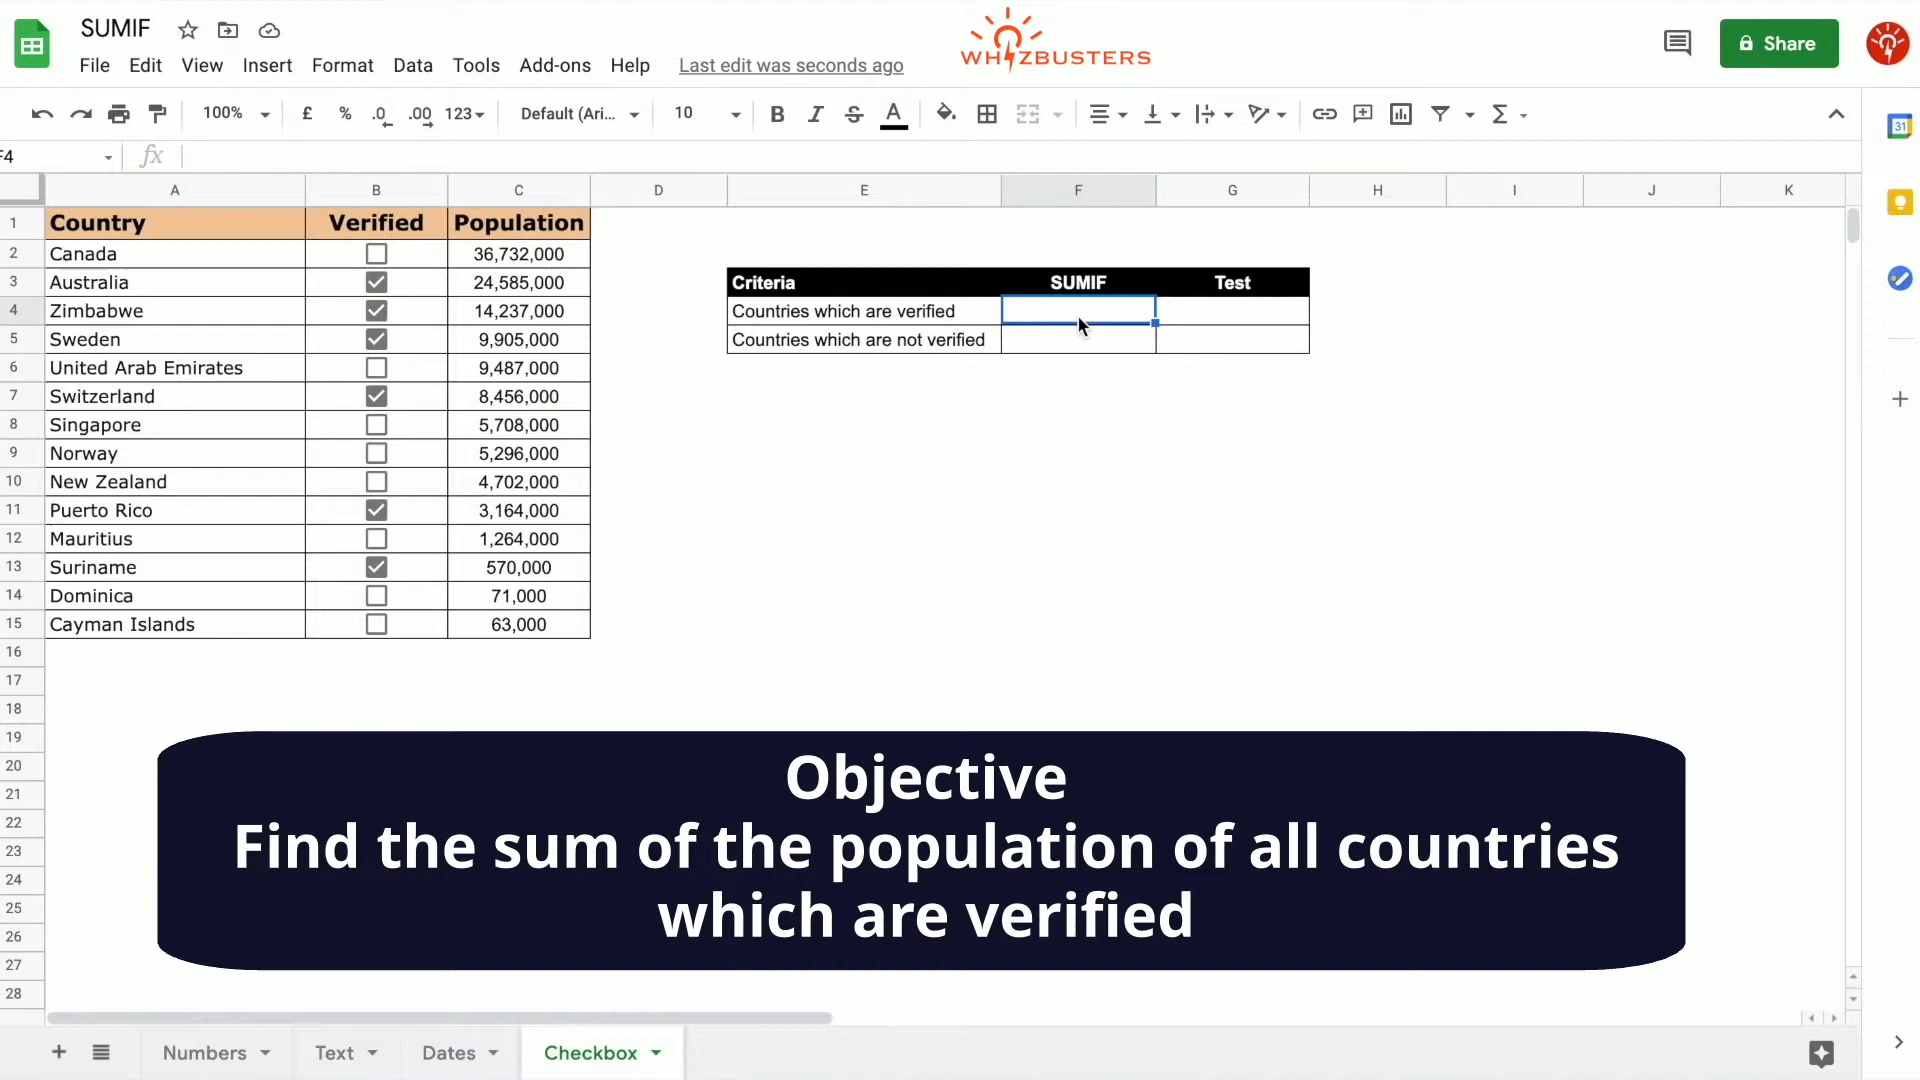 SUMIF
WHIZBUSTERS
Share
File Edit View Insert Format Data Tools Add-ons Help Last edit was seconds ago
100% £ % .0 .00 123 Default (Ari... 10 B I S A Σ
31
F4 fx
A B C D E F G H I J K
1 Country Verified Population
2 Canada 36,732,000
3 Australia 24,585,000 Criteria SUMIF Test
4 Zimbabwe 14,237,000 Countries which are verified
5 Sweden 9,905,000 Countries which are not verified
6 United Arab Emirates 9,487,000
7 Switzerland 8,456,000
8 Singapore 5,708,000
9 Norway 5,296,000
10 New Zealand 4,702,000
11 Puerto Rico 3,164,000
12 Mauritius 1,264,000
13 Suriname 570,000
14 Dominica 71,000
15 Cayman Islands 63,000
16
17
18
19
20
21
22
23
24
25
26
27
28
Objective
Find the sum of the population of all countries
which are verified
Numbers Text Dates Checkbox